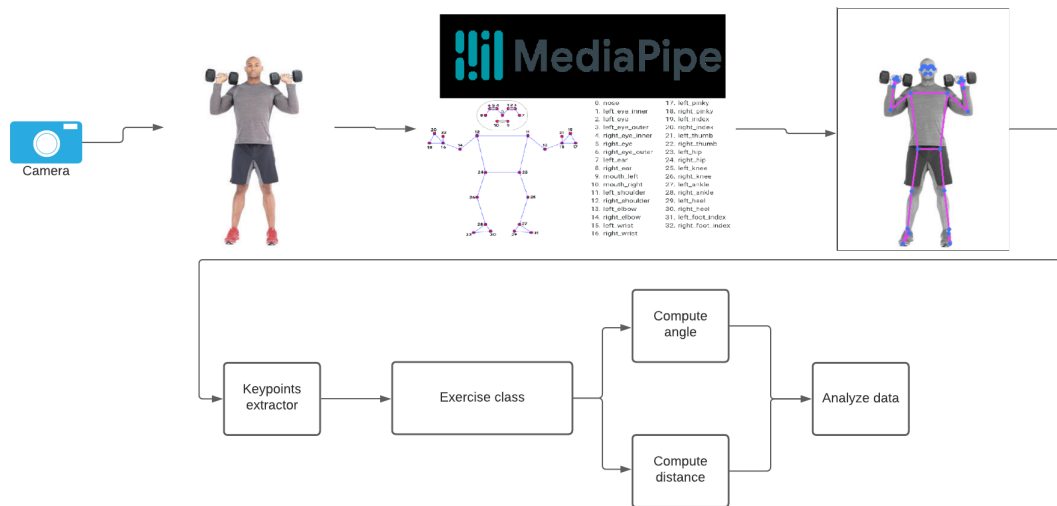 MediaPipe
Camera
0. nose
1. left_eye_inner
2. left_eye
3. left_eye_outer
4. right_eye_inner
5. right_eye
6. right_eye_outer
7. left_ear
8. right_ear
9. mouth_left
10. mouth_right
11. left_shoulder
12. right_shoulder
13. left_elbow
14. right_elbow
15. left_wrist
16. right_wrist
17. left_pinky
18. right_pinky
19. left_index
20. right_index
21. left_thumb
22. right_thumb
23. left_hip
24. right_hip
25. left_knee
26. right_knee
27. left_ankle
28. right_ankle
29. left_heel
30. right_heel
31. left_foot_index
32. right_foot_index
Keypoints
extractor
Exercise class
Compute
angle
Compute
distance
Analyze data